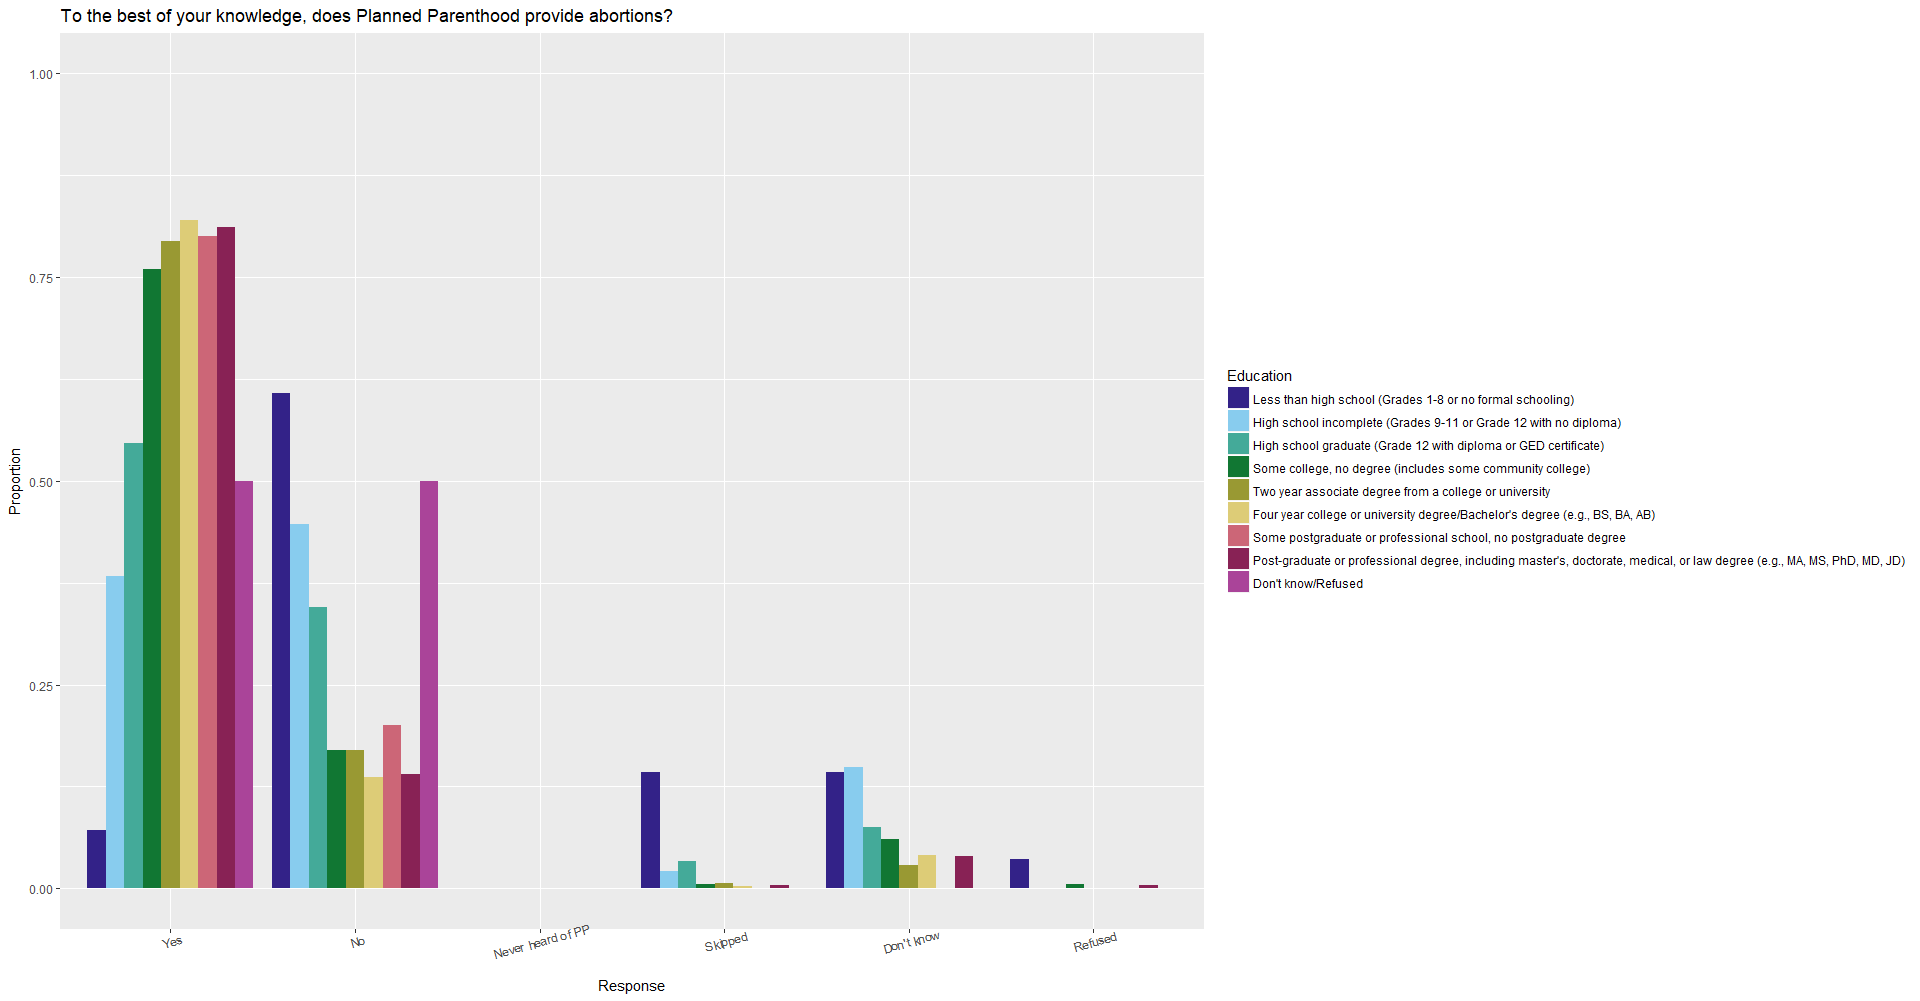 To the best of your knowledge, does Planned Parenthood provide abortions?
1.00
0.75
0.50
0.25
0.00
Proportion
Yes
No
Never heard of PP
Skipped
Don't know
Refused
Response
Education
Less than high school (Grades 1-8 or no formal schooling)
High school incomplete (Grades 9-11 or Grade 12 with no diploma)
High school graduate (Grade 12 with diploma or GED certificate)
Some college, no degree (includes some community college)
Two year associate degree from a college or university
Four year college or university degree/Bachelor's degree (e.g., BS, BA, AB)
Some postgraduate or professional school, no postgraduate degree
Post-graduate or professional degree, including master's, doctorate, medical, or law degree (e.g., MA, MS, PhD, MD, JD)
Don't know/Refused